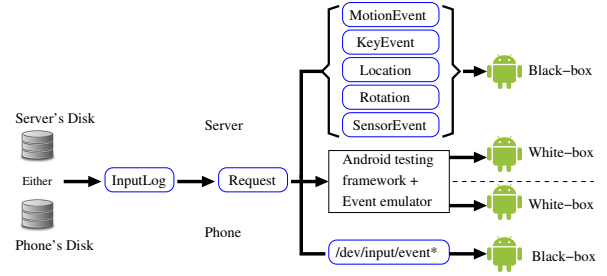 MotionEvent
KeyEvent
Location
Rotation
SensorEvent
Black-box
Server's Disk
Server
Either
InputLog
Request
Android testing
framework +
Event emulator
White-box
White-box
Phone
Phone's Disk
/dev/input/event*
Black-box